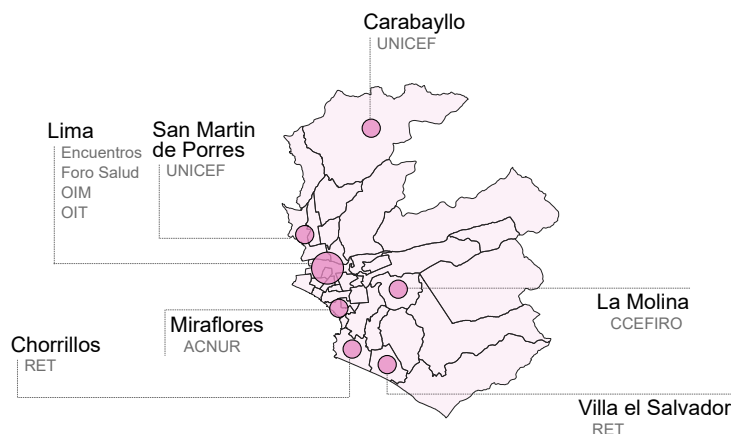 Carabayllo
UNICEF
Lima
Encuentros
Foro Salud
OIM
OIT
San Martin
de Porres
UNICEF
La Molina
CCEFIRO
Miraflores
ACNUR
Chorrillos
RET
Villa el Salvador
RET